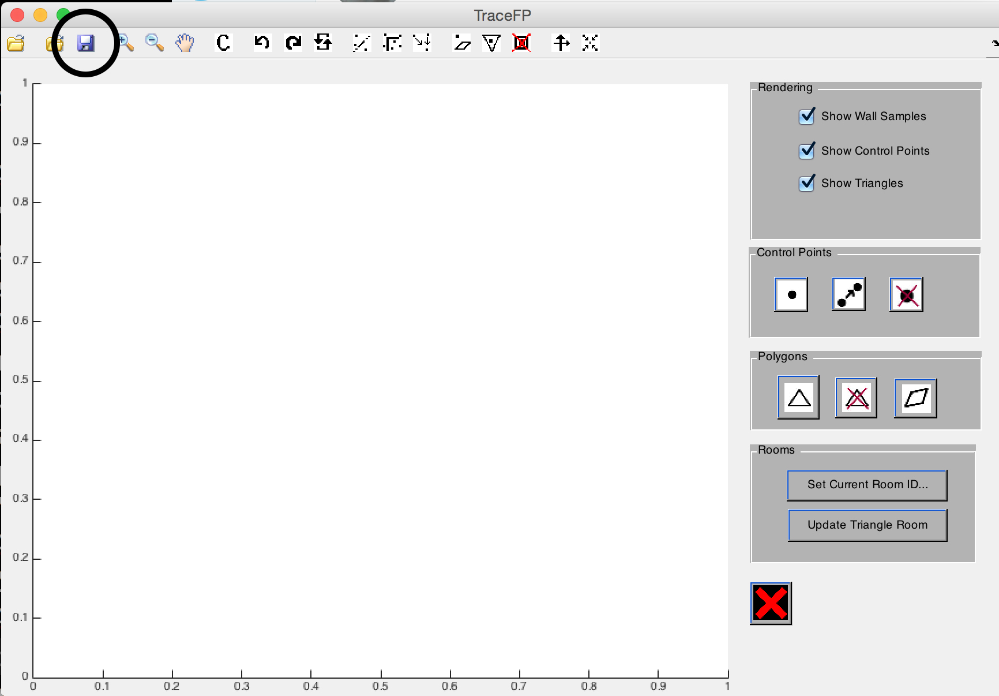 TraceFP
C
1
0.9
0.8
0.7
0.6
0.5
0.4
0.3
0.2
0.1
0
0 0.1 0.2 0.3 0.4 0.5 0.6 0.7 0.8 0.9 1
Rendering
Show Wall Samples
Show Control Points
Show Triangles
Control Points
Polygons
Rooms
Set Current Room ID...
Update Triangle Room